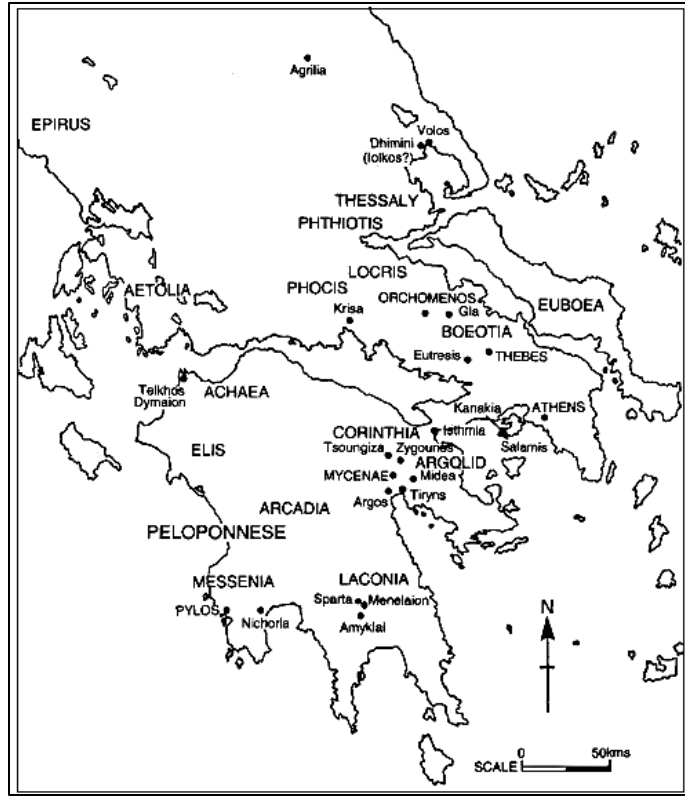 Agrilia
EPIRUS
Volos
Dhimini
(Iolkos?)
THESSALY
PHTHIOTIS
LOCRIS
PHOCIS
AETOLIA
ORCHOMENOS
Krisa
Gla
EUBOEA
BOEOTIA
Eutresis
THEBES
Teikhos
Dymaion
ACHAEA
Kanakia
ATHENS
CORINTHIA
Isthmia
Salamis
ELIS
Tsoungiza
Zygouries
ARGOLID
MYCENAE
Midea
Argos
Tiryns
ARCADIA
PELOPONNESE
MESSENIA
LACONIA
Sparta
Menelaion
PYLOS
Nichoria
Amyklai
N
0 50kms
SCALE